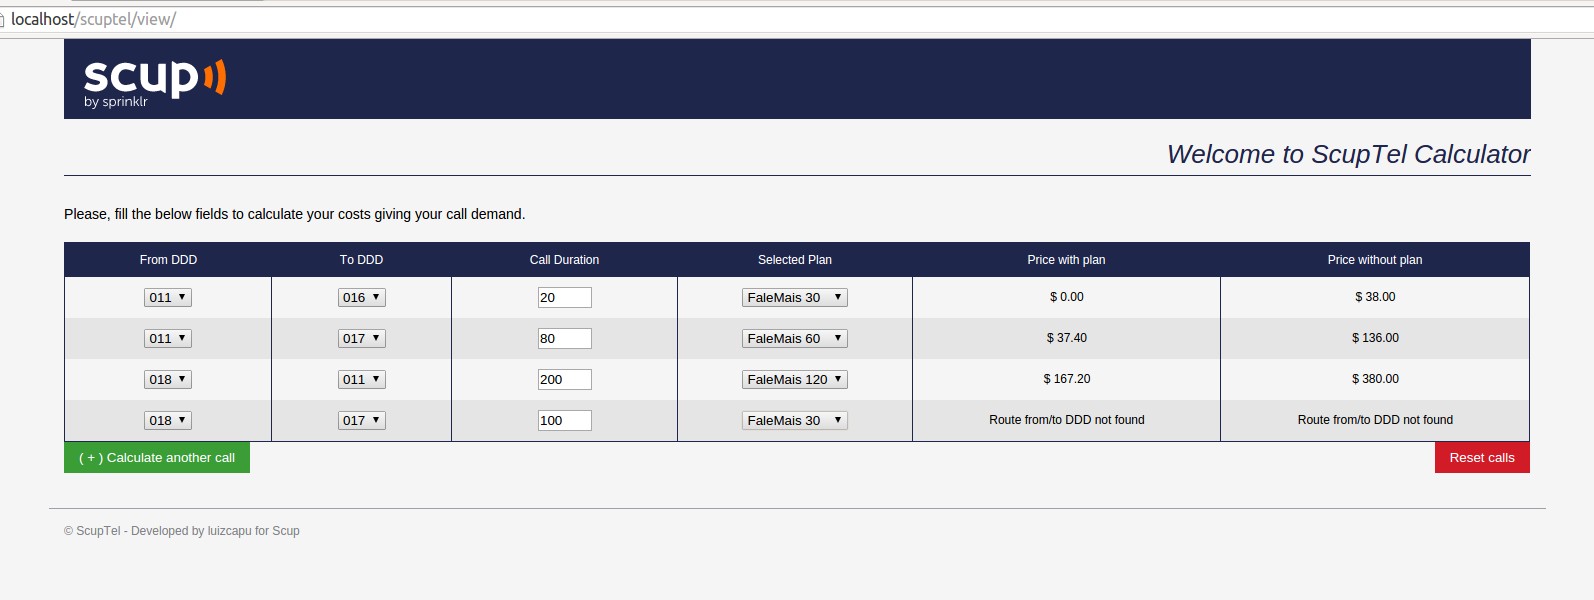 localhost/scuptel/view/
scup
by sprinklr
Welcome to ScupTel Calculator
Please, fill the below fields to calculate your costs giving your call demand.
From DDD To DDD Call Duration Selected Plan Price with plan Price without plan
011 016 20 FaleMais 30 $ 0.00 $ 38.00
011 017 80 FaleMais 60 $ 37.40 $ 136.00
018 011 200 FaleMais 120 $ 167.20 $ 380.00
018 017 100 FaleMais 30 Route from/to DDD not found Route from/to DDD not found
( + ) Calculate another call Reset calls
© ScupTel - Developed by luizcapu for Scup